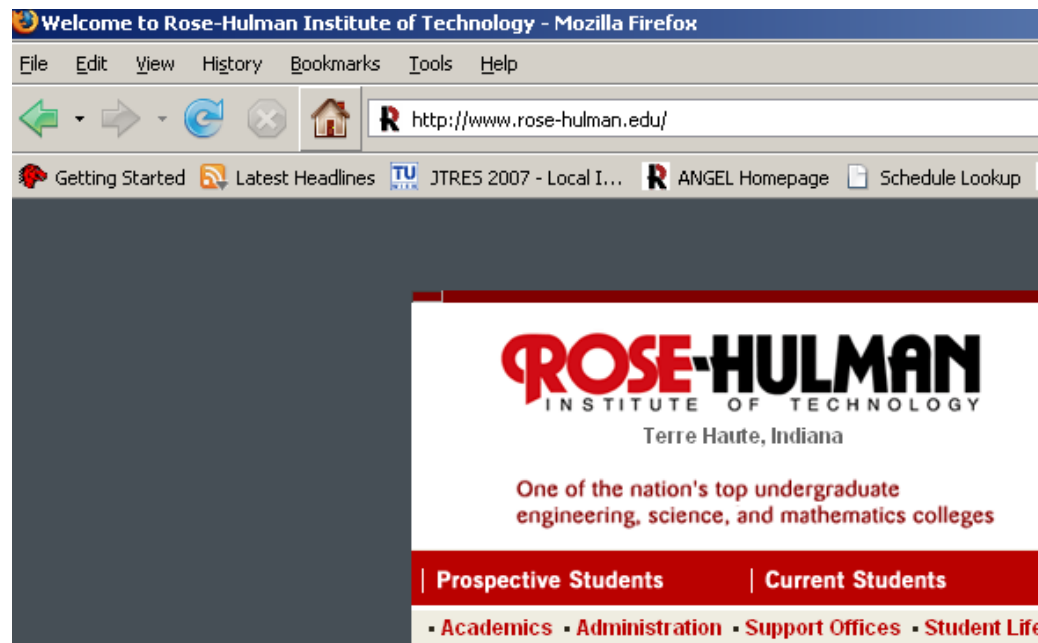 Welcome to Rose-Hulman Institute of Technology - Mozilla Firefox
File Edit View History Bookmarks Tools Help
http://www.rose-hulman.edu/
Getting Started Latest Headlines TU JTRES 2007 - Local I... ANGEL Homepage Schedule Lookup
ROSE-HULMAN
INSTITUTE OF TECHNOLOGY
Terre Haute, Indiana
One of the nation's top undergraduate
engineering, science, and mathematics colleges
| Prospective Students | Current Students
▪ Academics ▪ Administration ▪ Support Offices ▪ Student Life